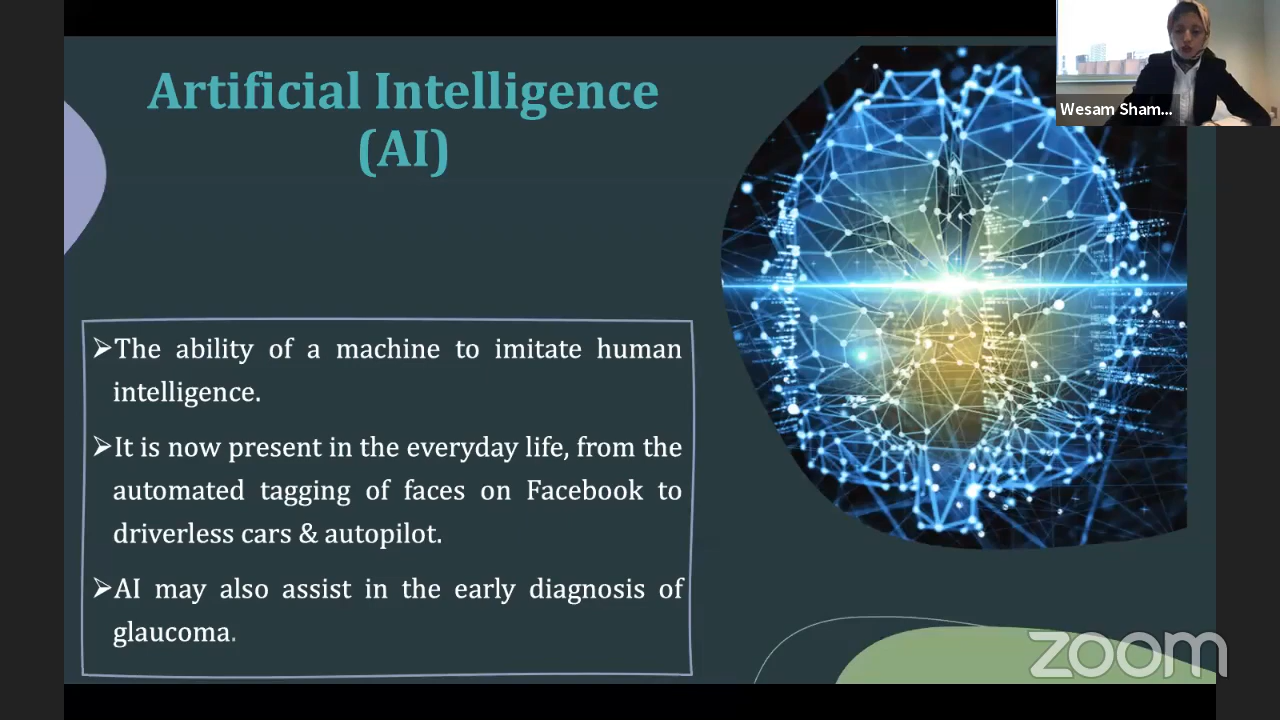 Artificial Intelligence
(AI)
Wesam Sham...
➢The ability of a machine to imitate human
intelligence.
➢It is now present in the everyday life, from the
automated tagging of faces on Facebook to
driverless cars & autopilot.
➢AI may also assist in the early diagnosis of
glaucoma.
zoom